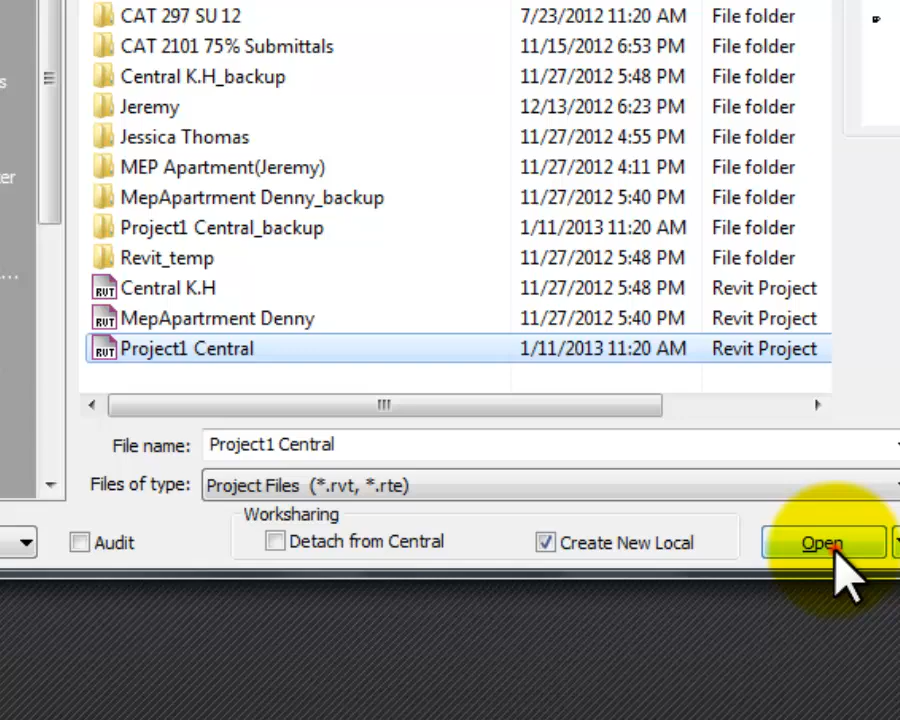 CAT 297 SU 12 7/23/2012 11:20 AM File folder
CAT 2101 75% Submittals 11/15/2012 6:53 PM File folder
s Central K.H_backup 11/27/2012 5:48 PM File folder
Jeremy 12/13/2012 6:23 PM File folder
Jessica Thomas 11/27/2012 4:55 PM File folder
ter MEP Apartment(Jeremy) 11/27/2012 4:11 PM File folder
MepApartrment Denny_backup 11/27/2012 5:40 PM File folder
Project1 Central_backup 1/11/2013 11:20 AM File folder
... Revit_temp 11/27/2012 5:48 PM File folder
RVT Central K.H 11/27/2012 5:48 PM Revit Project
RVT MepApartrment Denny 11/27/2012 5:40 PM Revit Project
RVT Project1 Central 1/11/2013 11:20 AM Revit Project
File name: Project1 Central
Files of type: Project Files (*.rvt, *.rte)
Worksharing
Audit Detach from Central Create New Local Open